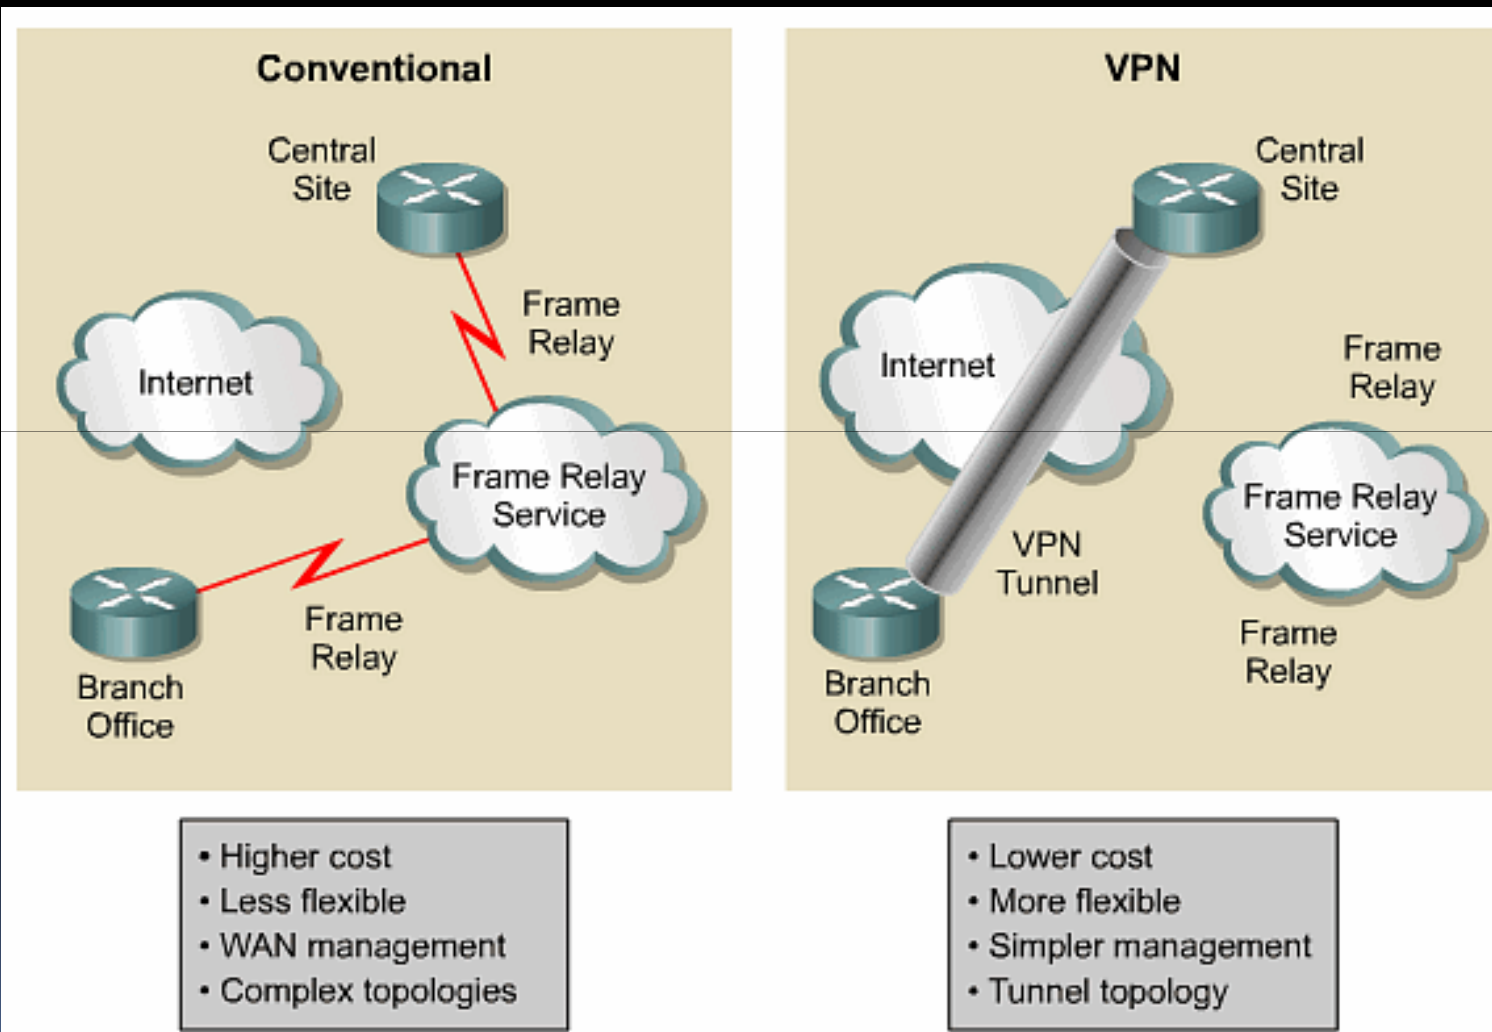 Conventional
Central
Site
Frame
Relay
Internet
Frame Relay
Service
Frame
Relay
Branch
Office
• Higher cost
• Less flexible
• WAN management
• Complex topologies
VPN
Central
Site
Internet
Frame
Relay
Frame Relay
Service
VPN
Tunnel
Frame
Relay
Branch
Office
• Lower cost
• More flexible
• Simpler management
• Tunnel topology